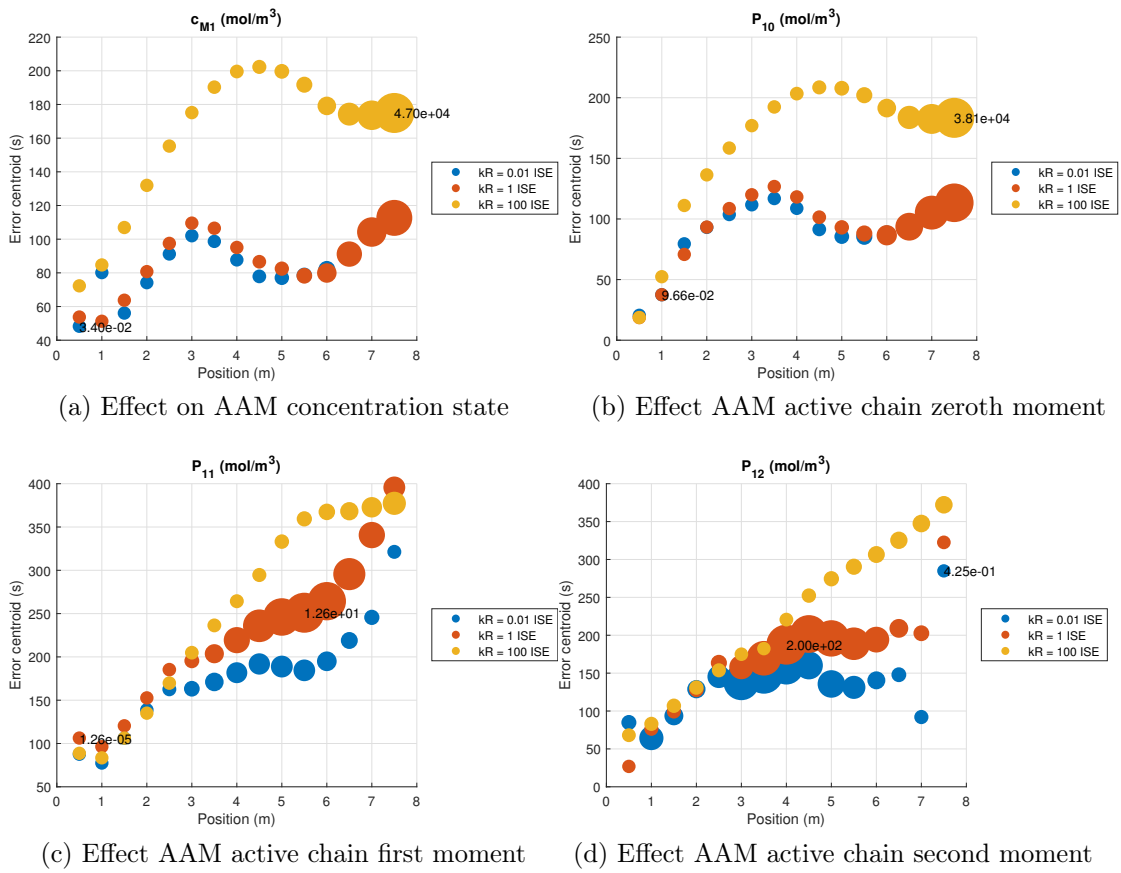 c_M1 (mol/m^3)
220
200
180
160
140
120
100
80
60
40
Error centroid (s)
4.70e+04
3.40e-02
0 1 2 3 4 5 6 7 8
Position (m)
kR = 0.01 ISE
kR = 1 ISE
kR = 100 ISE
(a) Effect on AAM concentration state
P_10 (mol/m^3)
250
200
150
100
50
0
Error centroid (s)
3.81e+04
9.66e-02
0 1 2 3 4 5 6 7 8
Position (m)
kR = 0.01 ISE
kR = 1 ISE
kR = 100 ISE
(b) Effect AAM active chain zeroth moment
P_11 (mol/m^3)
400
350
300
250
200
150
100
50
Error centroid (s)
1.26e+01
1.26e-05
0 1 2 3 4 5 6 7 8
Position (m)
kR = 0.01 ISE
kR = 1 ISE
kR = 100 ISE
(c) Effect AAM active chain first moment
P_12 (mol/m^3)
400
350
300
250
200
150
100
50
0
Error centroid (s)
4.25e-01
2.00e+02
0 1 2 3 4 5 6 7 8
Position (m)
kR = 0.01 ISE
kR = 1 ISE
kR = 100 ISE
(d) Effect AAM active chain second moment